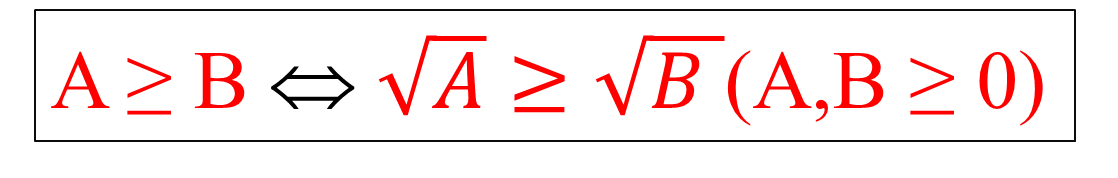 A ≥ B ⇔ √A ≥ √B (A,B ≥ 0)